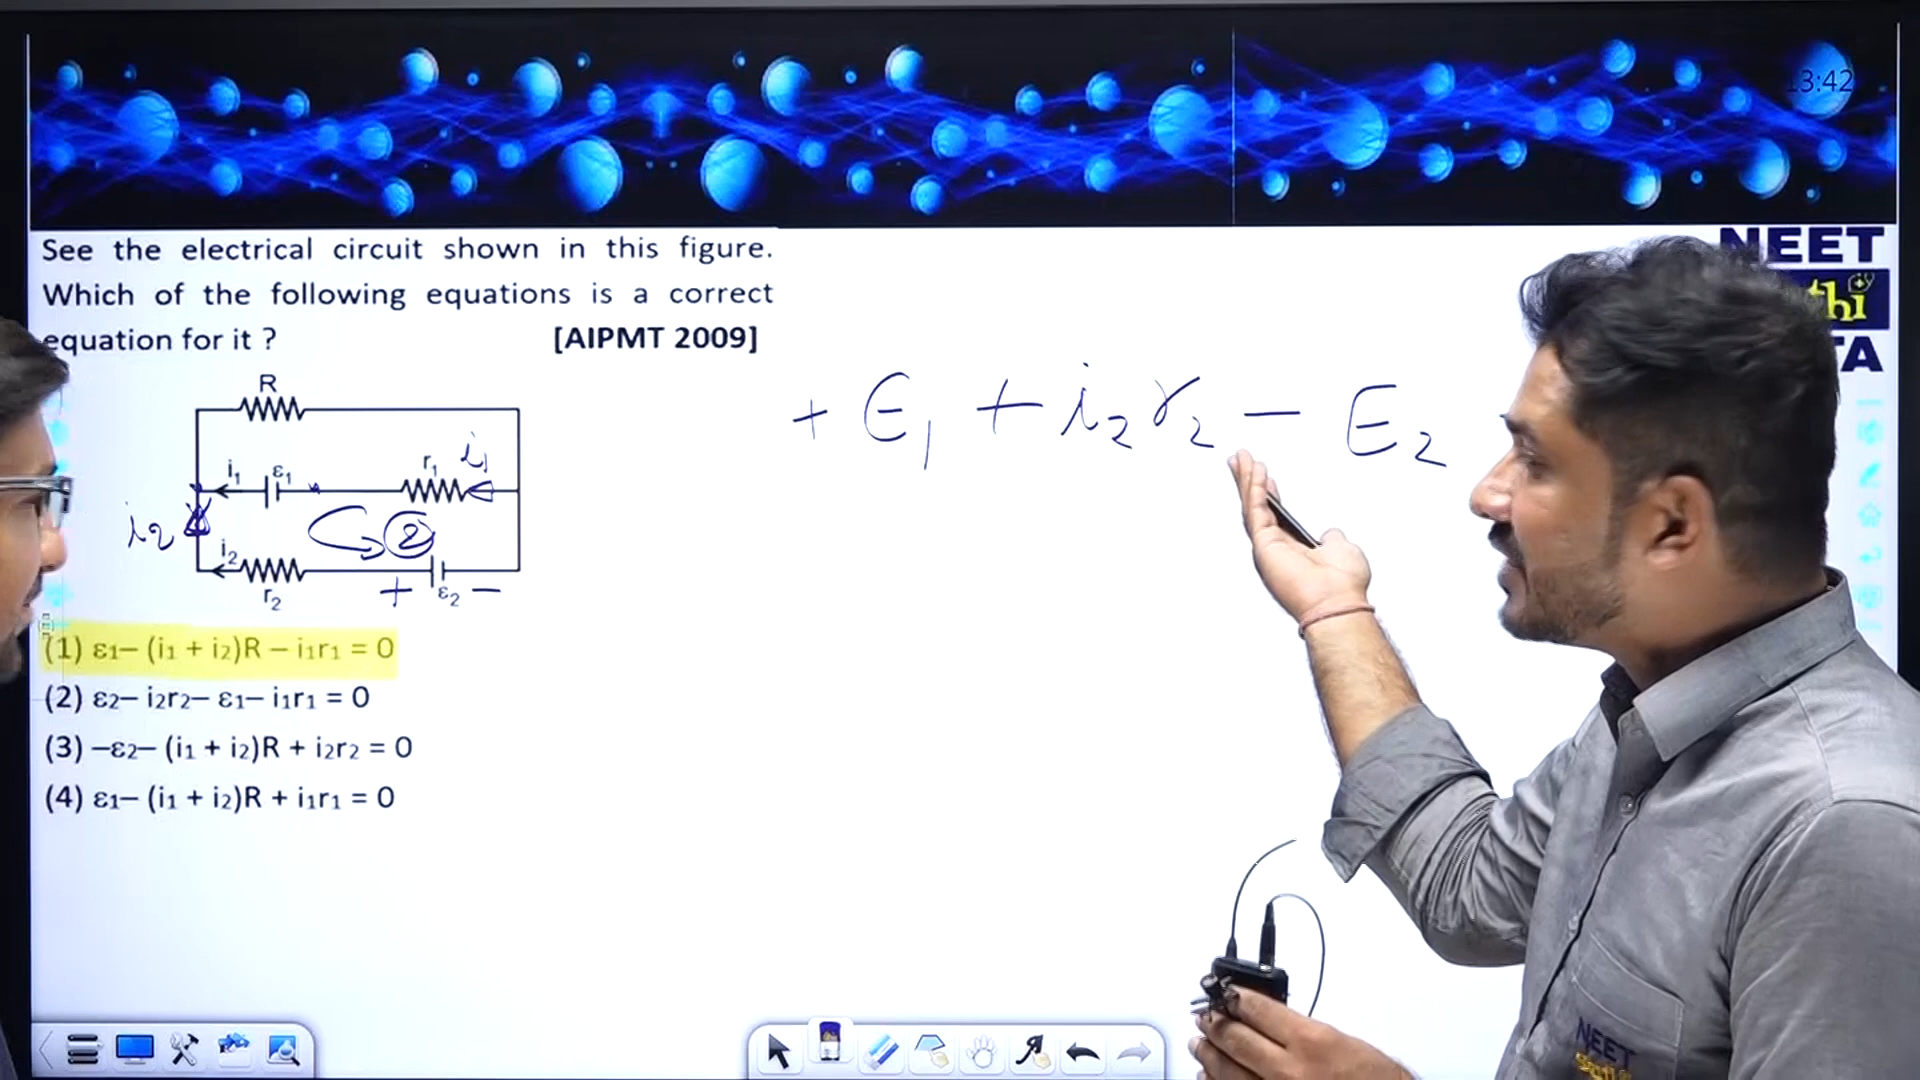 13:42
See the electrical circuit shown in this figure.
Which of the following equations is a correct
equation for it ? [AIPMT 2009]
NEET
thi
TA
+ E₁ + i₂r₂ − E₂
R
i₁ ε₁ r₁ i₁
i₂ 2
i₂
r₂ + ε₂ −
(1) ε₁− (i₁ + i₂)R − i₁r₁ = 0
(2) ε₂− i₂r₂− ε₁− i₁r₁ = 0
(3) −ε₂− (i₁ + i₂)R + i₂r₂ = 0
(4) ε₁− (i₁ + i₂)R + i₁r₁ = 0
NEET